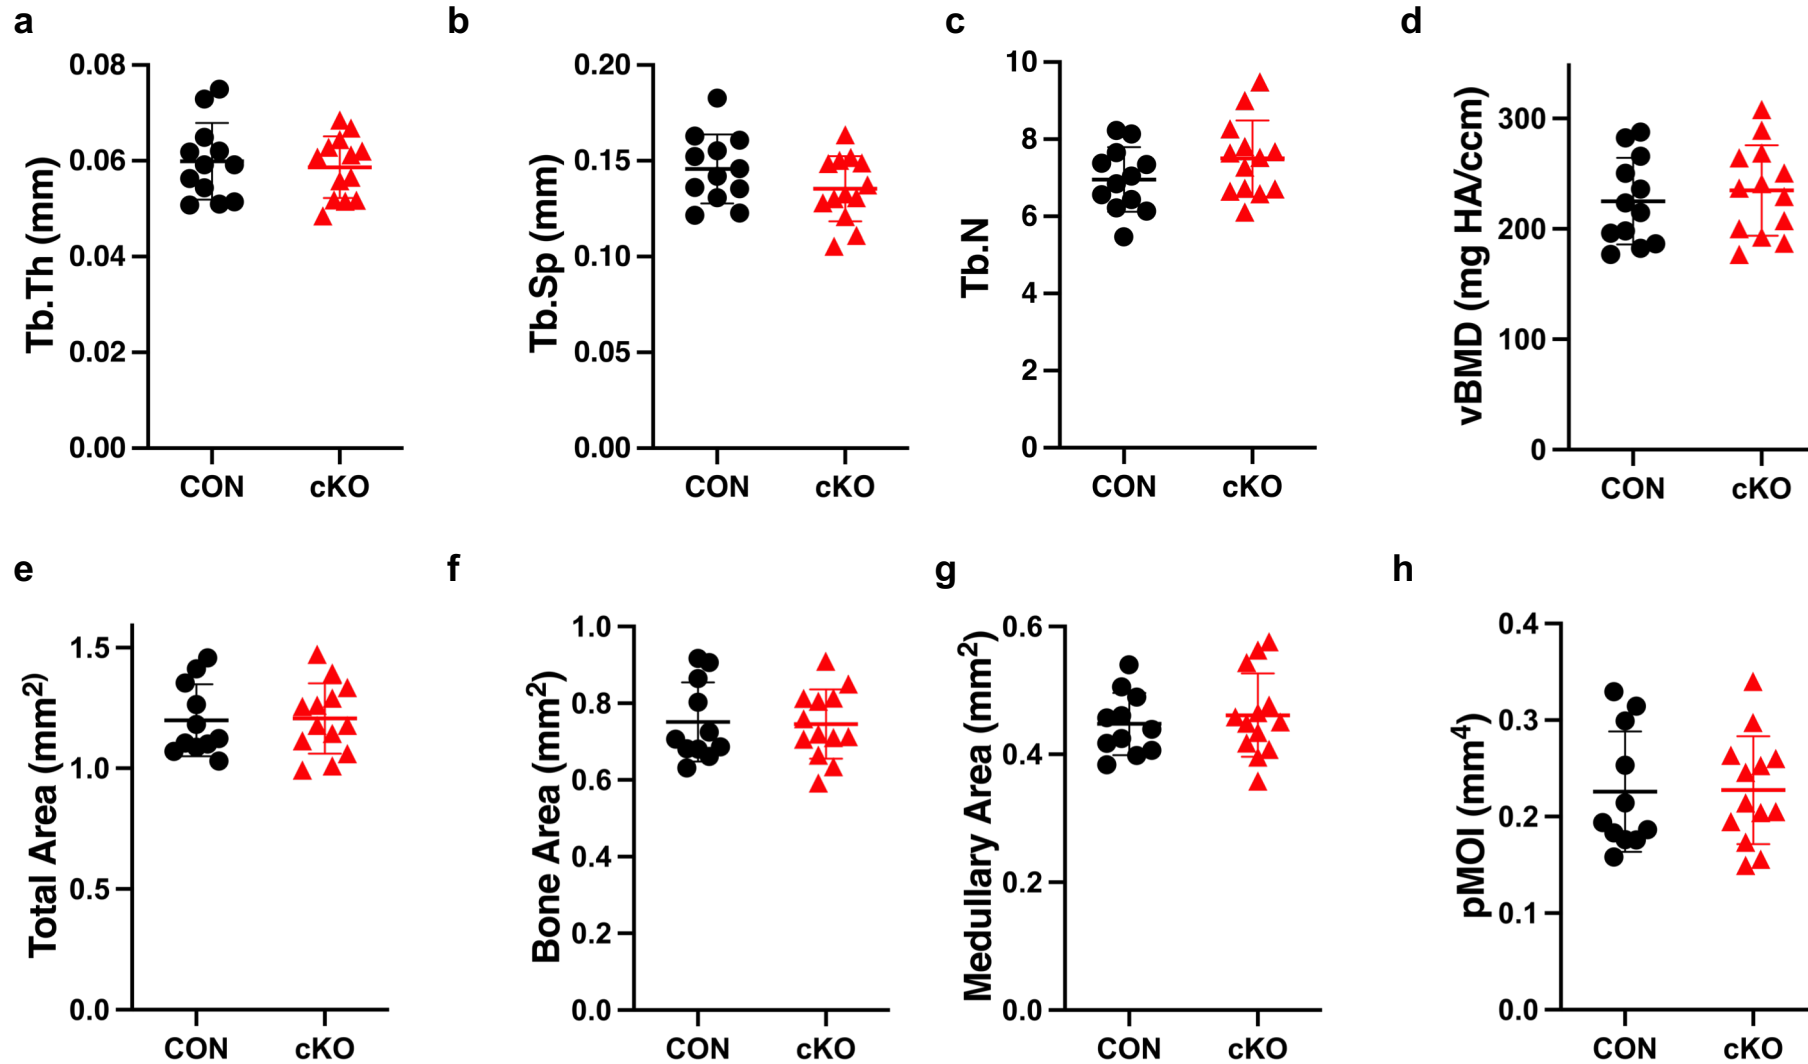 a
b
c
d
0.08
0.06
0.04
0.02
0.00
Tb.Th (mm)
CON
cKO
0.20
0.15
0.10
0.05
0.00
Tb.Sp (mm)
CON
cKO
10
8
6
4
2
0
Tb.N
CON
cKO
300
200
100
0
vBMD (mg HA/ccm)
CON
cKO
e
f
g
h
1.5
1.0
0.5
0.0
Total Area (mm²)
CON
cKO
1.0
0.8
0.6
0.4
0.2
0.0
Bone Area (mm²)
CON
cKO
0.6
0.4
0.2
0.0
Medullary Area (mm²)
CON
cKO
0.4
0.3
0.2
0.1
0.0
pMOI (mm⁴)
CON
cKO